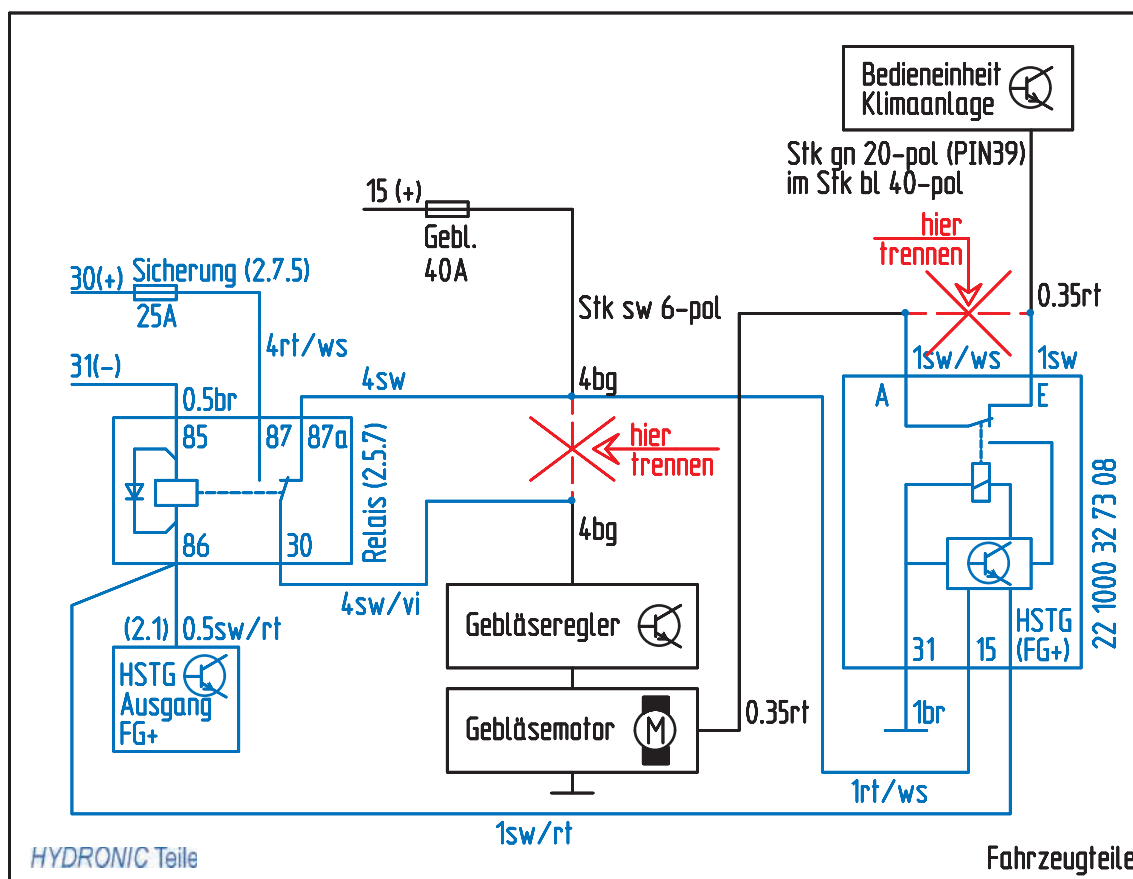 Bedieneinheit
Klimaanlage
Stk gn 20-pol (PIN39)
im Stk bl 40-pol
15 (+)
Gebl.
40A
hier
trennen
30(+)
Sicherung (2.7.5)
25A
4rt/ws
Stk sw 6-pol
0.35rt
31(-)
0.5br
4sw
4bg
1sw/ws
1sw
A
E
85
87
87a
Relais (2.5.7)
hier
trennen
86
30
4sw/vi
4bg
22 1000 32 73 08
(2.1)
0.5sw/rt
Gebläseregler
HSTG
Ausgang
FG+
31
15
HSTG
(FG+)
Gebläsemotor
M
0.35rt
1br
1rt/ws
1sw/rt
HYDRONIC Teile
Fahrzeugteile